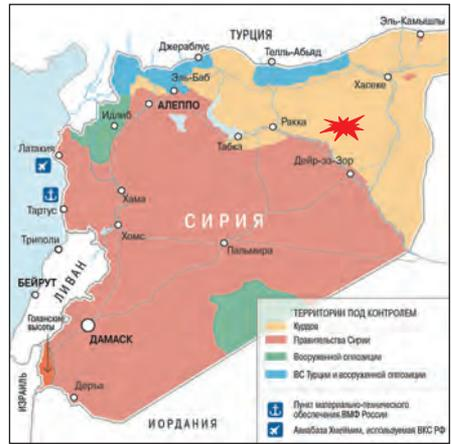 ТУРЦИЯ
Эль-Камышлы
Джераблус
Телль-Абьяд
Эль-Баб
Хасеке
АЛЕППО
Идлиб
Ракка
Табка
Латакия
Дейр-эз-Зор
Хама
Тартус
СИРИЯ
Хомс
Триполи
Пальмира
БЕЙРУТ
ЛИВАН
Голанские
высоты
ДАМАСК
ИЗРАИЛЬ
Деръа
ИОРДАНИЯ
ТЕРРИТОРИИ ПОД КОНТРОЛЕМ
Курдов
Правительства Сирии
Вооруженной оппозиции
ВС Турции и вооруженной оппозиции
Пункт материально-технического
обеспечения ВМФ России
Авиабаза Хмеймим, используемая ВКС РФ